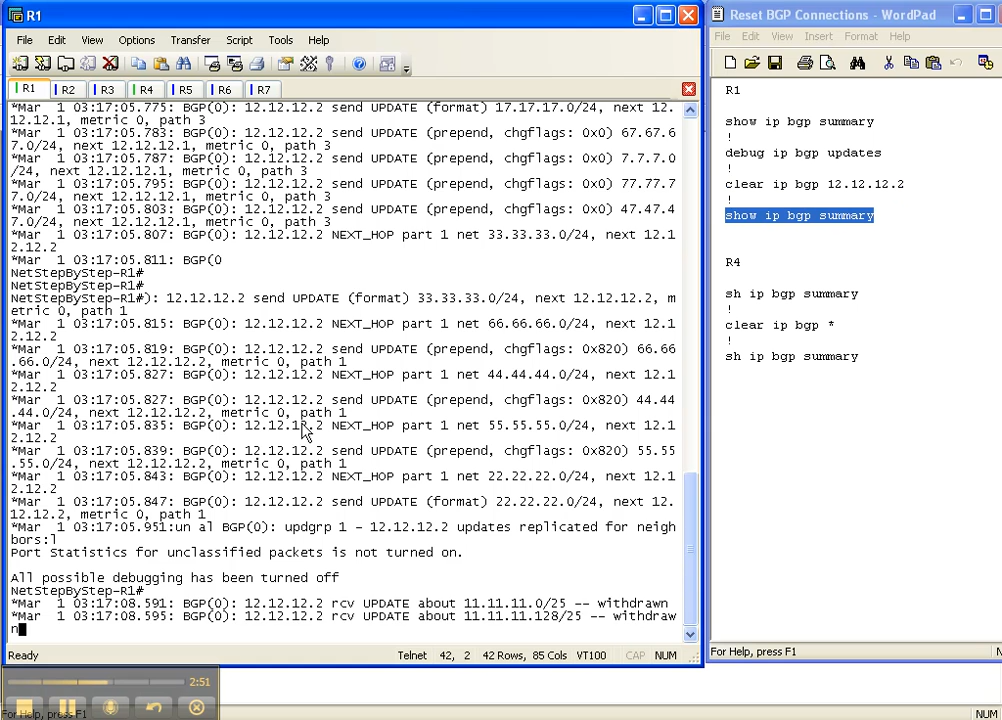 R1
File Edit View Options Transfer Script Tools Help
R1 R2 R3 R4 R5 R6 R7
*Mar  1 03:17:05.775: BGP(0): 12.12.12.2 send UPDATE (format) 17.17.17.0/24, next 12.
12.12.1, metric 0, path 3
*Mar  1 03:17:05.783: BGP(0): 12.12.12.2 send UPDATE (prepend, chgflags: 0x0) 67.67.6
7.0/24, next 12.12.12.1, metric 0, path 3
*Mar  1 03:17:05.787: BGP(0): 12.12.12.2 send UPDATE (prepend, chgflags: 0x0) 7.7.7.0
/24, next 12.12.12.1, metric 0, path 3
*Mar  1 03:17:05.795: BGP(0): 12.12.12.2 send UPDATE (prepend, chgflags: 0x0) 77.77.7
7.0/24, next 12.12.12.1, metric 0, path 3
*Mar  1 03:17:05.803: BGP(0): 12.12.12.2 send UPDATE (prepend, chgflags: 0x0) 47.47.4
7.0/24, next 12.12.12.1, metric 0, path 3
*Mar  1 03:17:05.807: BGP(0): 12.12.12.2 NEXT_HOP part 1 net 33.33.33.0/24, next 12.1
2.12.2
*Mar  1 03:17:05.811: BGP(0
NetStepByStep-R1#
NetStepByStep-R1#
NetStepByStep-R1#): 12.12.12.2 send UPDATE (format) 33.33.33.0/24, next 12.12.12.2, m
etric 0, path 1
*Mar  1 03:17:05.815: BGP(0): 12.12.12.2 NEXT_HOP part 1 net 66.66.66.0/24, next 12.1
2.12.2
*Mar  1 03:17:05.819: BGP(0): 12.12.12.2 send UPDATE (prepend, chgflags: 0x820) 66.66
.66.0/24, next 12.12.12.2, metric 0, path 1
*Mar  1 03:17:05.827: BGP(0): 12.12.12.2 NEXT_HOP part 1 net 44.44.44.0/24, next 12.1
2.12.2
*Mar  1 03:17:05.827: BGP(0): 12.12.12.2 send UPDATE (prepend, chgflags: 0x820) 44.44
.44.0/24, next 12.12.12.2, metric 0, path 1
*Mar  1 03:17:05.835: BGP(0): 12.12.12.2 NEXT_HOP part 1 net 55.55.55.0/24, next 12.1
2.12.2
*Mar  1 03:17:05.839: BGP(0): 12.12.12.2 send UPDATE (prepend, chgflags: 0x820) 55.55
.55.0/24, next 12.12.12.2, metric 0, path 1
*Mar  1 03:17:05.843: BGP(0): 12.12.12.2 NEXT_HOP part 1 net 22.22.22.0/24, next 12.1
2.12.2
*Mar  1 03:17:05.847: BGP(0): 12.12.12.2 send UPDATE (format) 22.22.22.0/24, next 12.
12.12.2, metric 0, path 1
*Mar  1 03:17:05.951:un al BGP(0): updgrp 1 - 12.12.12.2 updates replicated for neigh
bors:l
Port Statistics for unclassified packets is not turned on.
All possible debugging has been turned off
NetStepByStep-R1#
*Mar  1 03:17:08.591: BGP(0): 12.12.12.2 rcv UPDATE about 11.11.11.0/25 -- withdrawn
*Mar  1 03:17:08.595: BGP(0): 12.12.12.2 rcv UPDATE about 11.11.11.128/25 -- withdraw
n
Ready Telnet 42, 2 42 Rows, 85 Cols VT100 CAP NUM
2:51
For Help, press F1
Reset BGP Connections - WordPad
File Edit View Insert Format Help
R1
show ip bgp summary
!
debug ip bgp updates
!
clear ip bgp 12.12.12.2
!
show ip bgp summary
R4
sh ip bgp summary
!
clear ip bgp *
!
sh ip bgp summary
For Help, press F1 N
NUM